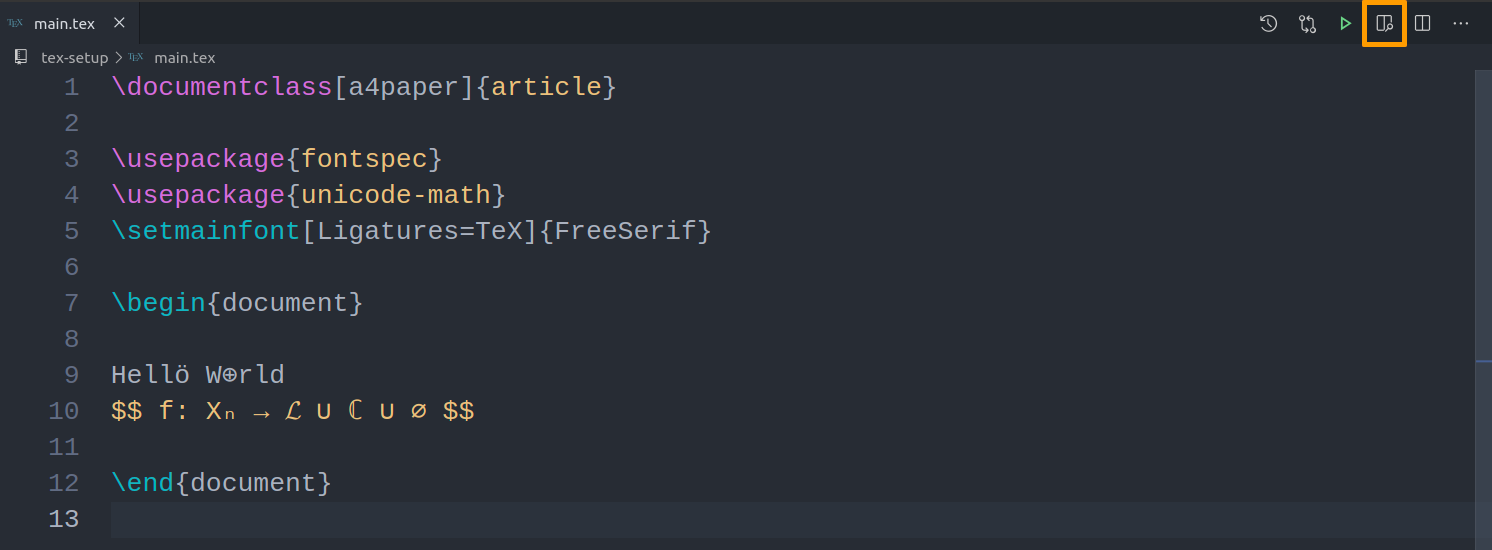 TEX main.tex
tex-setup > TEX main.tex
1 \documentclass[a4paper]{article}
2
3 \usepackage{fontspec}
4 \usepackage{unicode-math}
5 \setmainfont[Ligatures=TeX]{FreeSerif}
6
7 \begin{document}
8
9 Hellö W⊕rld
10 $$ f: Xₙ → ℒ ∪ ℂ ∪ ∅ $$
11
12 \end{document}
13